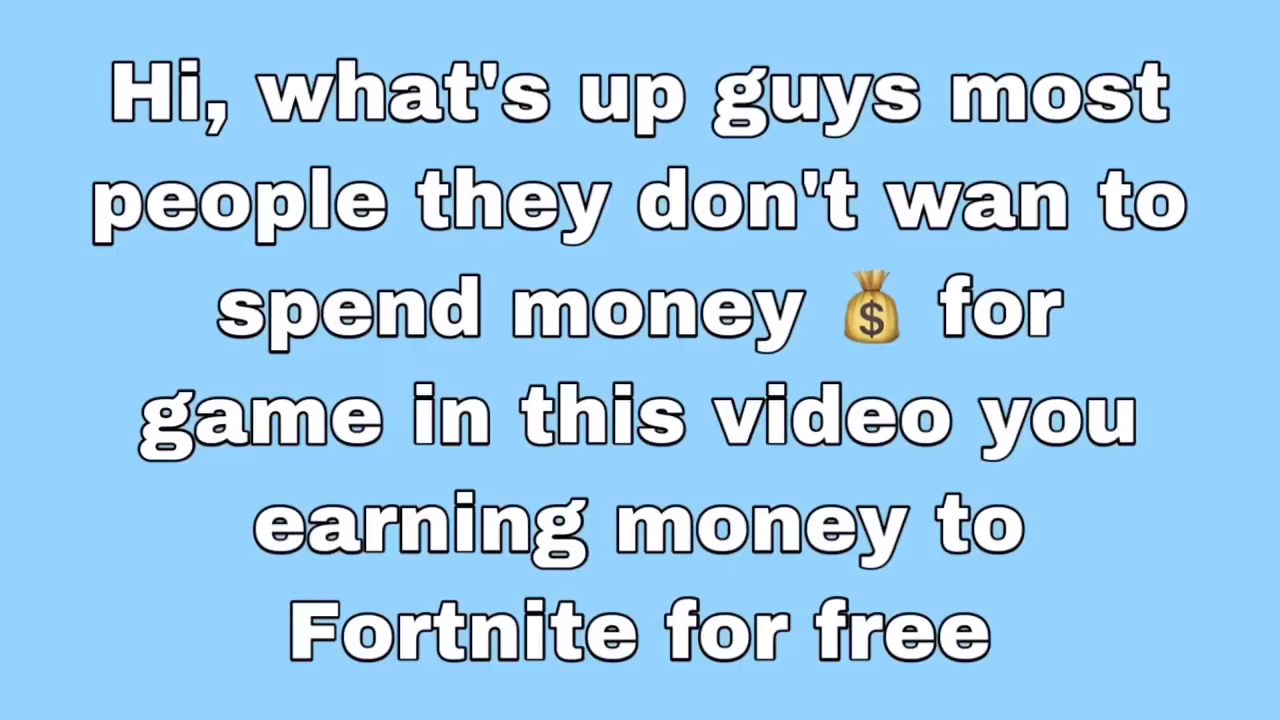 Hi, what's up guys most
people they don't wan to
spend money 💰 for
game in this video you
earning money to
Fortnite for free